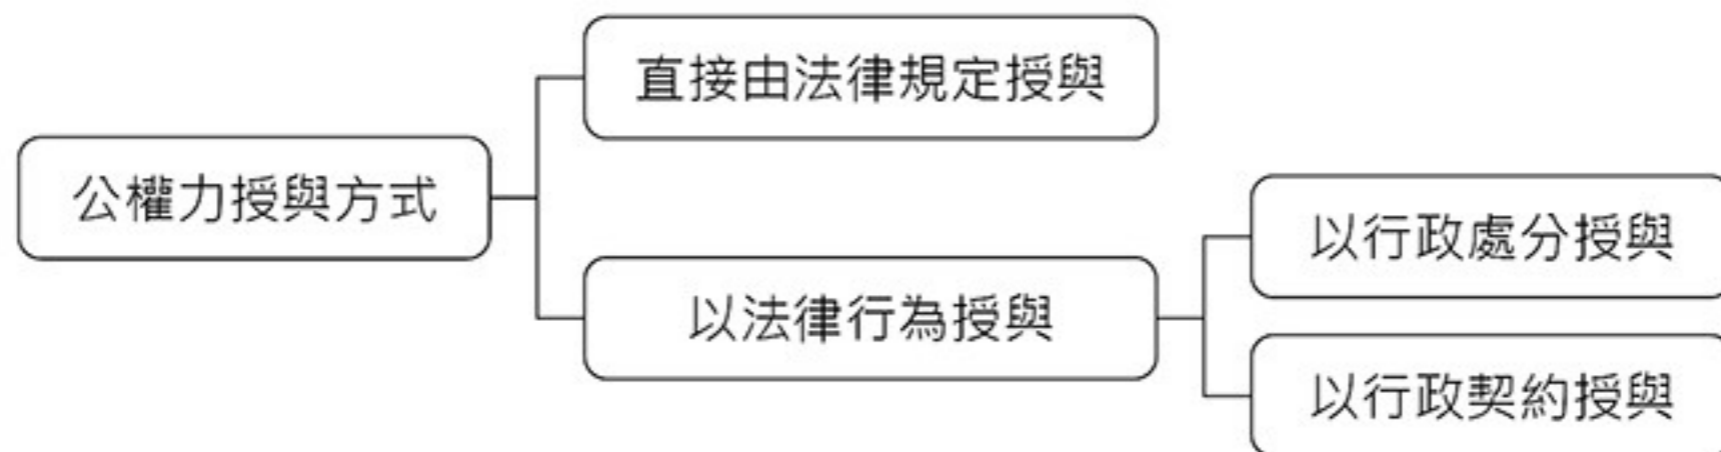 公權力授與方式
直接由法律規定授與
以法律行為授與
以行政處分授與
以行政契約授與